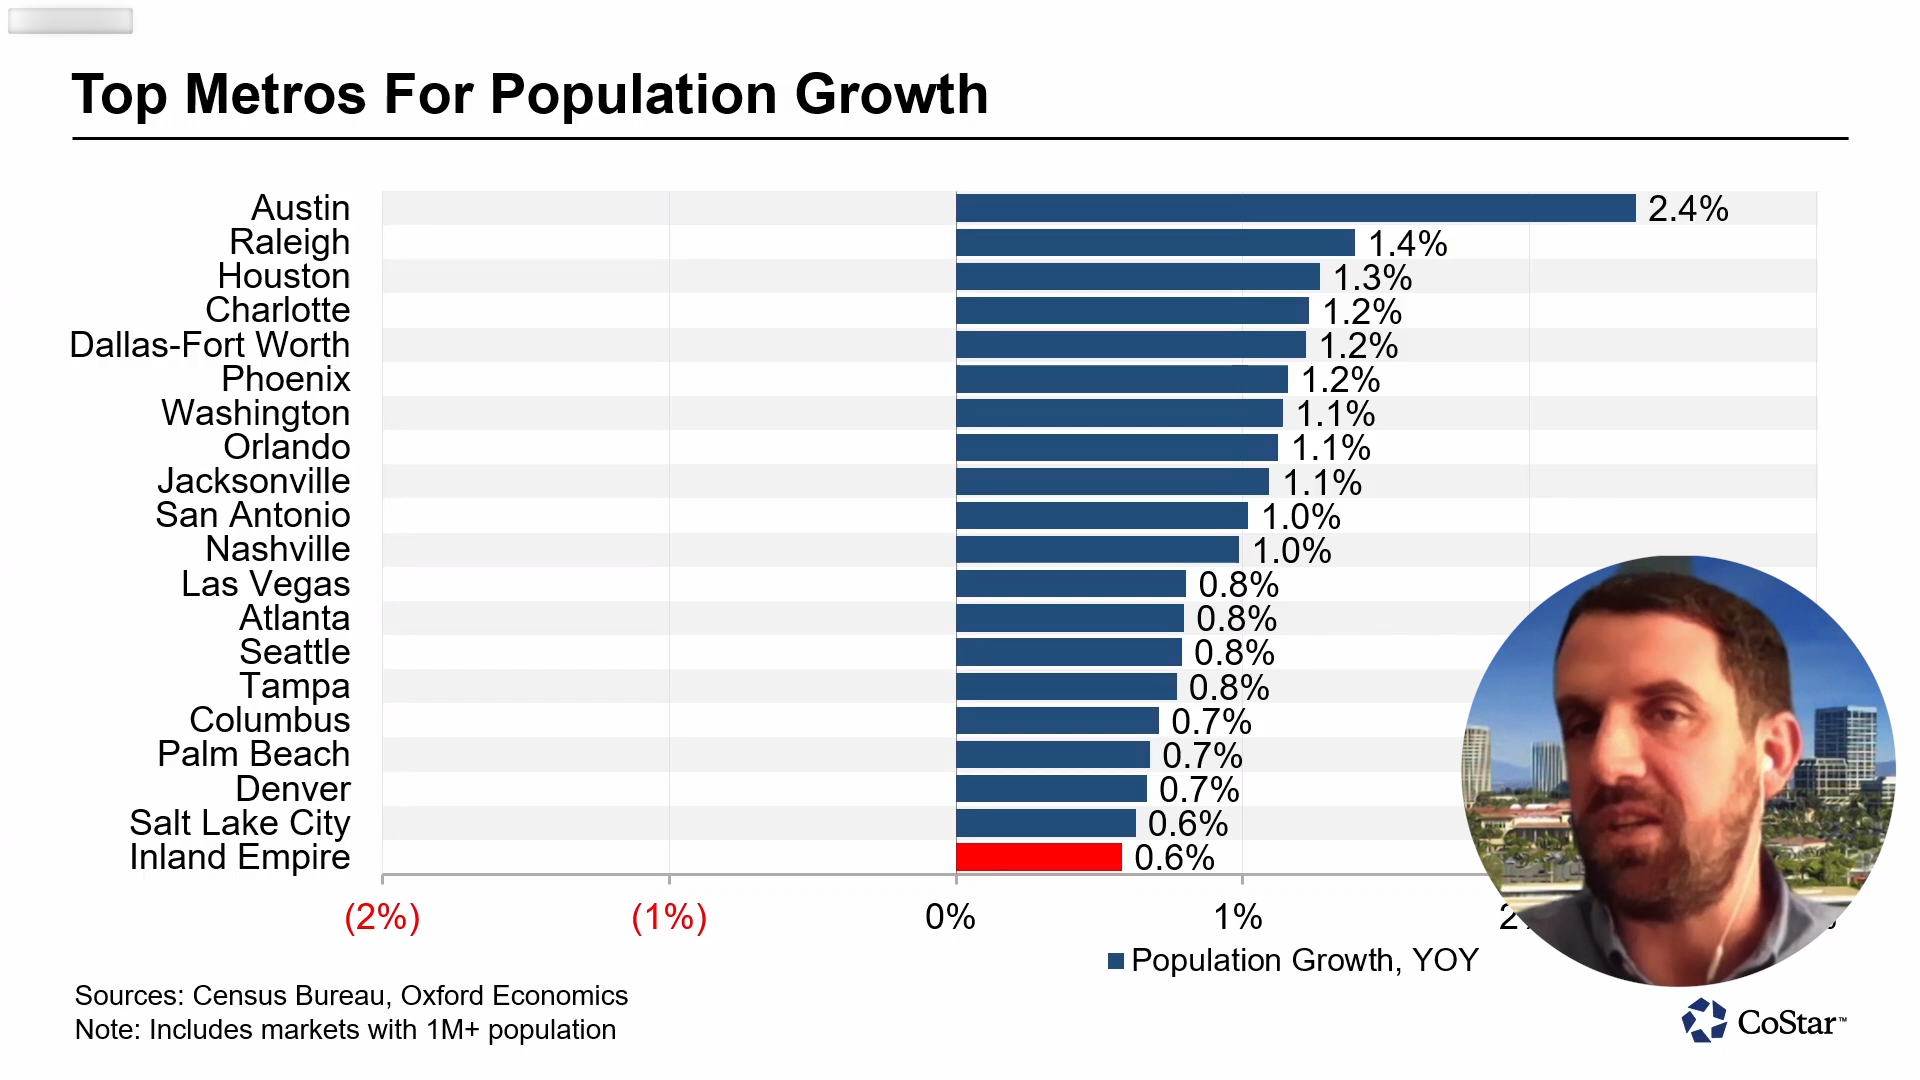 Top Metros For Population Growth
Austin 2.4%
Raleigh 1.4%
Houston 1.3%
Charlotte 1.2%
Dallas-Fort Worth 1.2%
Phoenix 1.2%
Washington 1.1%
Orlando 1.1%
Jacksonville 1.1%
San Antonio 1.0%
Nashville 1.0%
Las Vegas 0.8%
Atlanta 0.8%
Seattle 0.8%
Tampa 0.8%
Columbus 0.7%
Palm Beach 0.7%
Denver 0.7%
Salt Lake City 0.6%
Inland Empire 0.6%
(2%) (1%) 0% 1% 2
Population Growth, YOY
Sources: Census Bureau, Oxford Economics
Note: Includes markets with 1M+ population
CoStar™